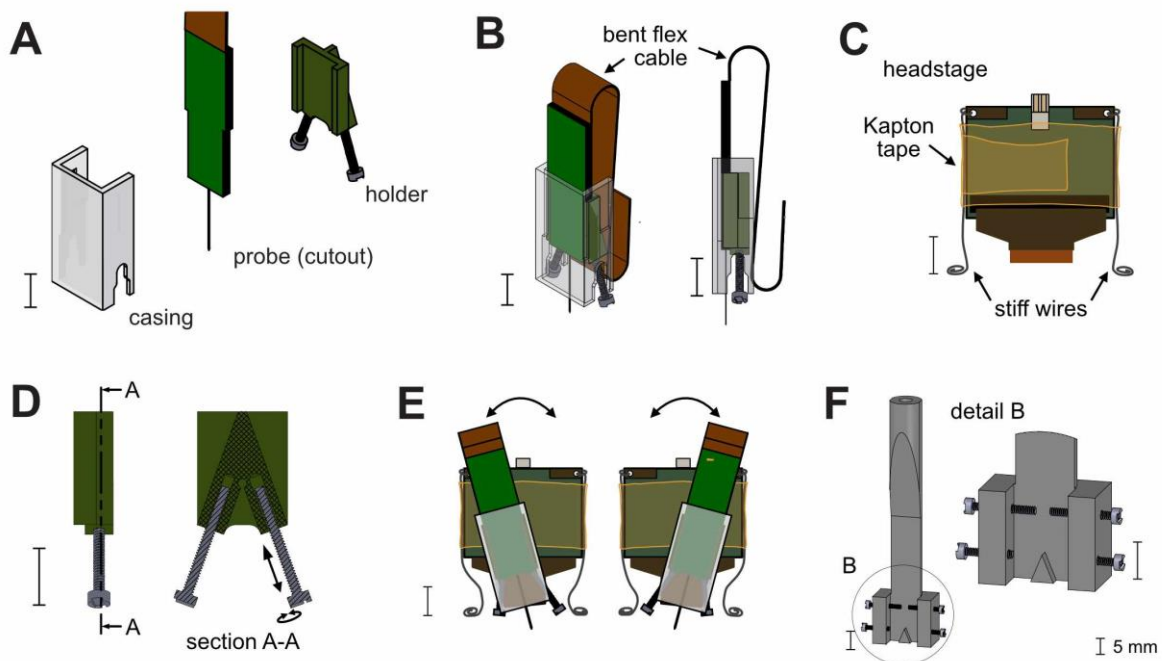 A
B
C
bent flex
cable
headstage
Kapton
tape
holder
probe (cutout)
casing
stiff wires
D
E
F
A
A
section A-A
detail B
B
5 mm